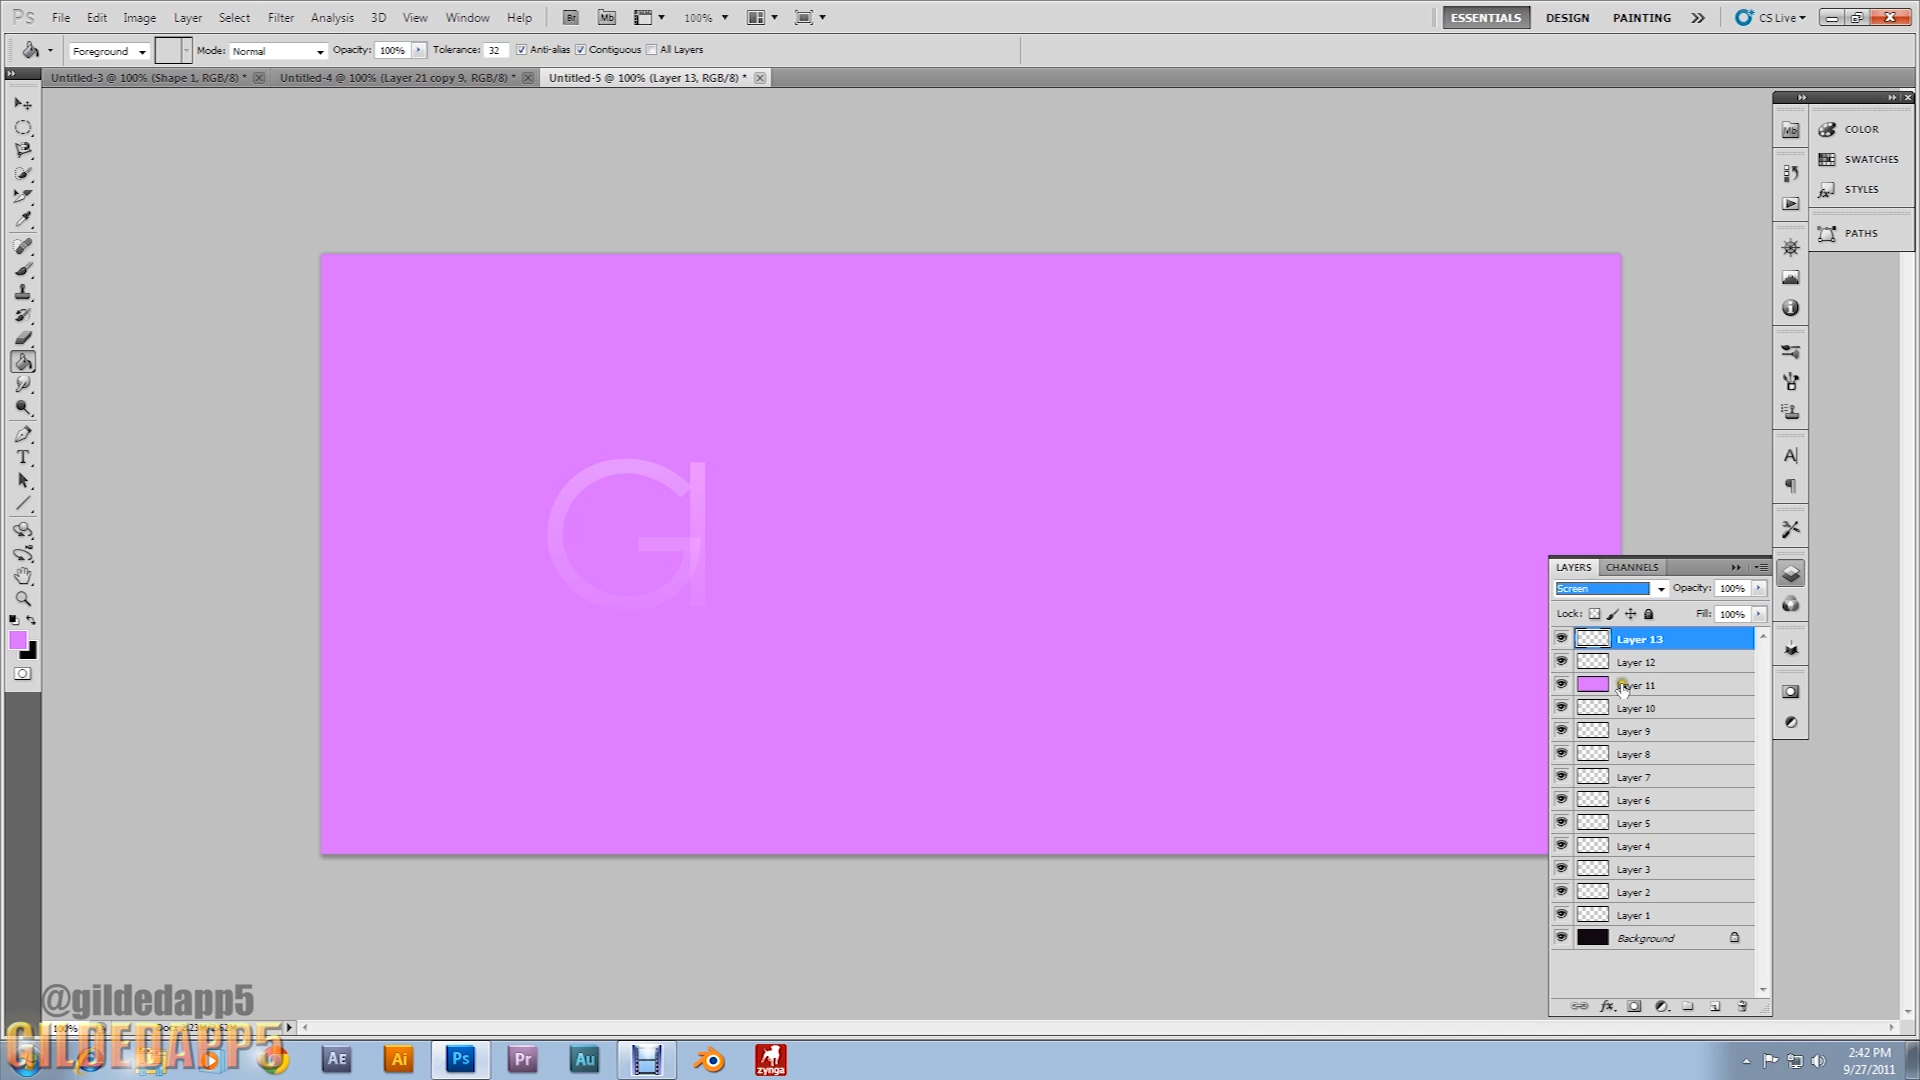 Ps File Edit Image Layer Select Filter Analysis 3D View Window Help Br Mb 100% ESSENTIALS DESIGN PAINTING CS Live
Foreground Mode: Normal Opacity: 100% Tolerance: 32 Anti-alias Contiguous All Layers
Untitled-3 @ 100% (Shape 1, RGB/8) * Untitled-4 @ 100% (Layer 21 copy 9, RGB/8) * Untitled-5 @ 100% (Layer 13, RGB/8) *
Mb COLOR
SWATCHES
STYLES
PATHS
G
LAYERS CHANNELS
Screen Opacity: 100%
Lock: Fill: 100%
Layer 13
Layer 12
Layer 11
Layer 10
Layer 9
Layer 8
Layer 7
Layer 6
Layer 5
Layer 4
Layer 3
Layer 2
Layer 1
Background
@gildedapp5
100%
GILDEDAPP5
AE Ai Ps Pr Au zynga
2:42 PM
9/27/2011